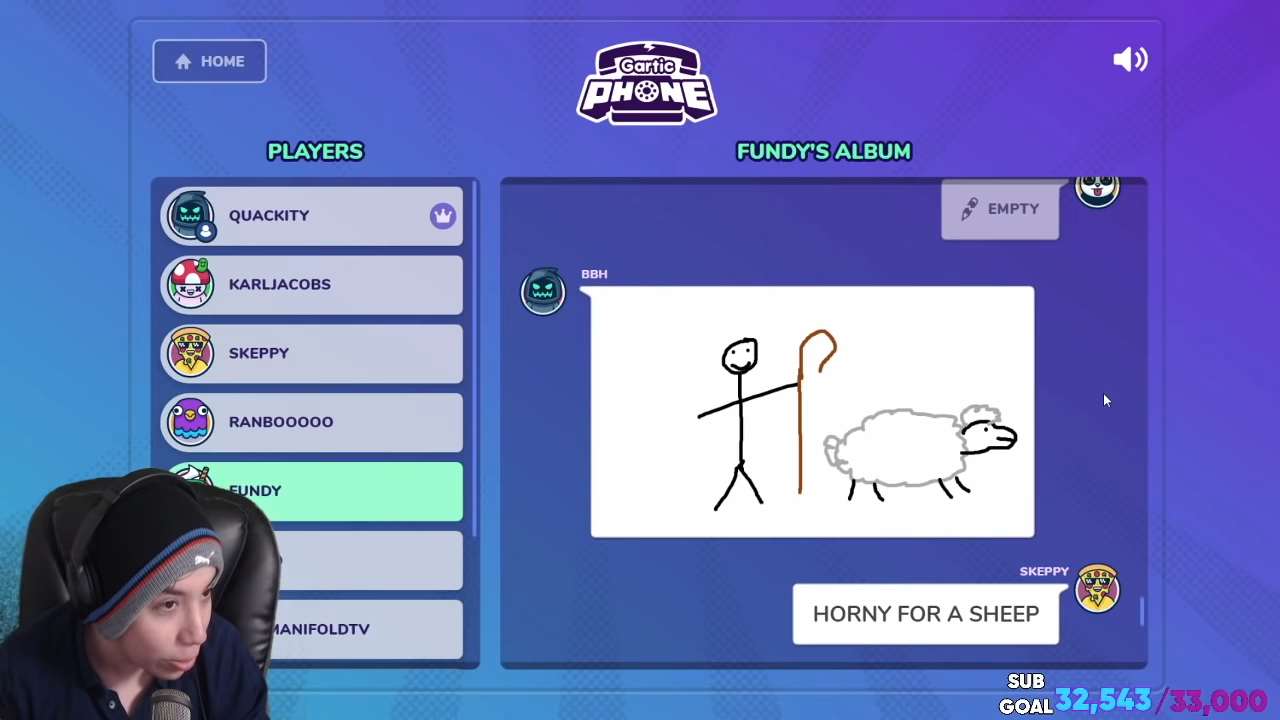 HOME
Gartic
PHONE
PLAYERS
FUNDY'S ALBUM
QUACKITY
KARLJACOBS
SKEPPY
RANBOOOOO
FUNDY
MANIFOLDTV
EMPTY
BBH
SKEPPY
HORNY FOR A SHEEP
SUB
GOAL 32,543/33,000